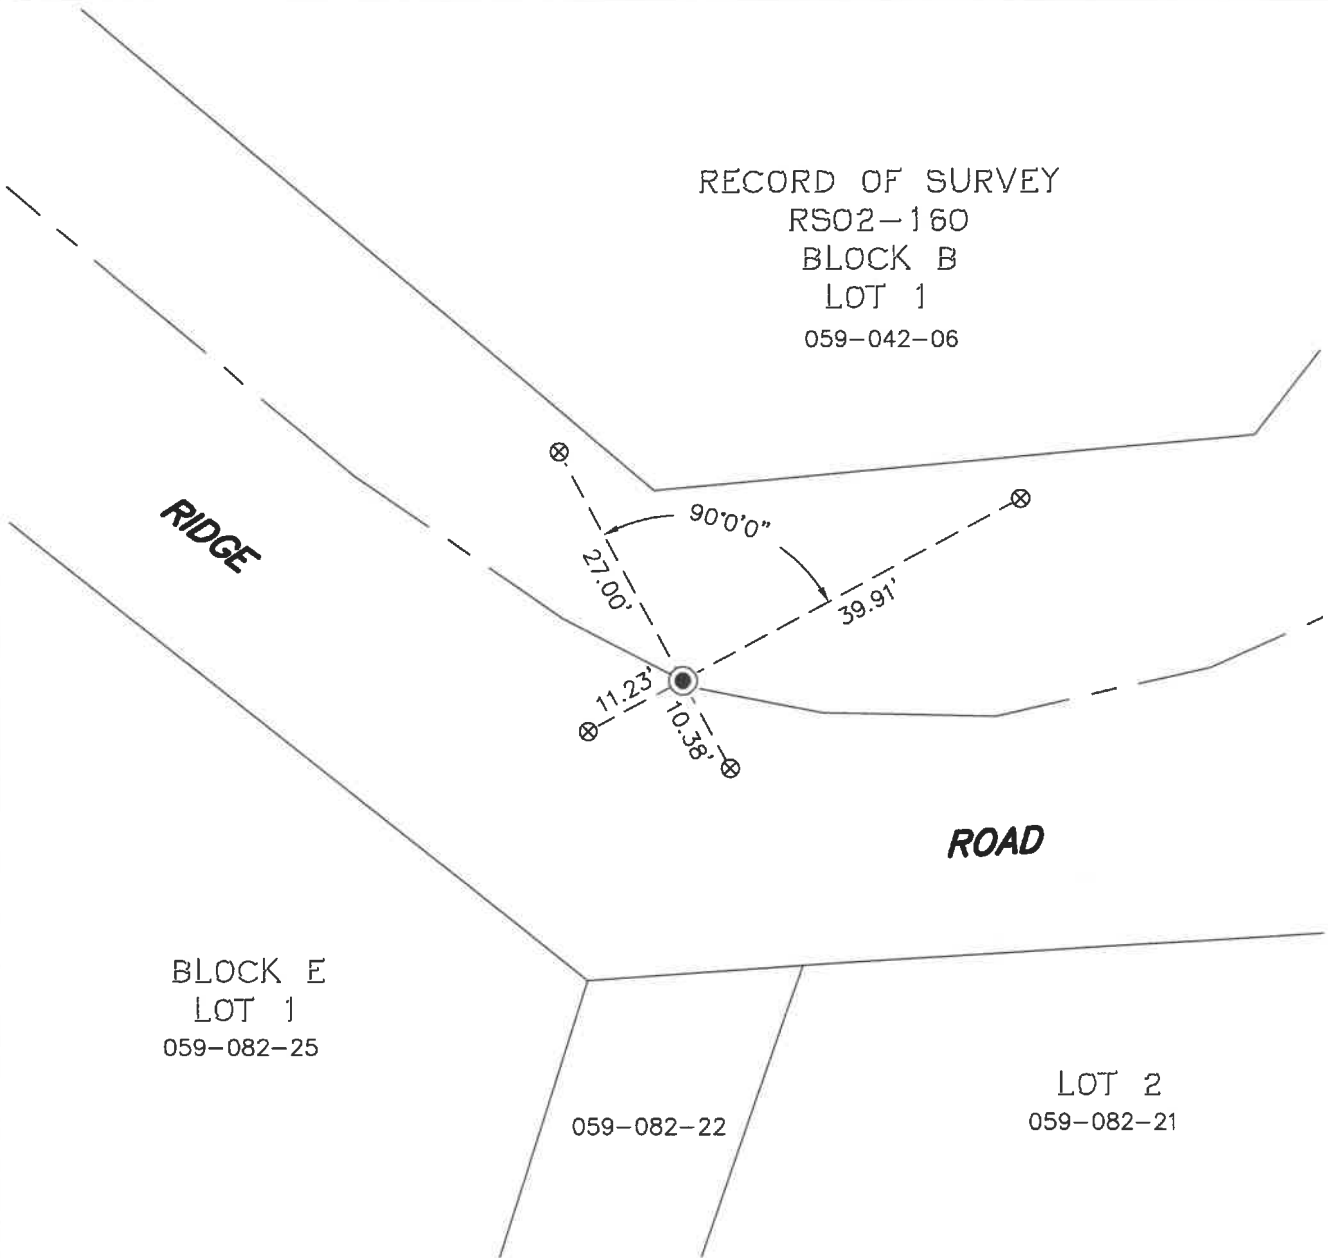 RECORD OF SURVEY
RS02-160
BLOCK B
LOT 1
059-042-06
RIDGE
90°0'0"
27.00'
39.91'
11.23'
10.38'
ROAD
BLOCK E
LOT 1
059-082-25
059-082-22
LOT 2
059-082-21